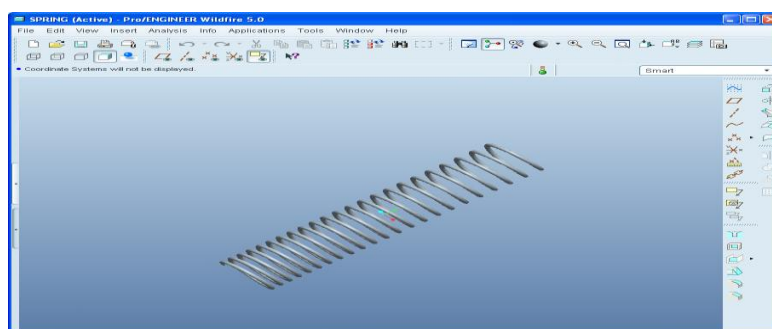 SPRING (Active) - Pro/ENGINEER Wildfire 5.0
File Edit View Insert Analysis Info Applications Tools Window Help
• Coordinate Systems will not be displayed.
Smart